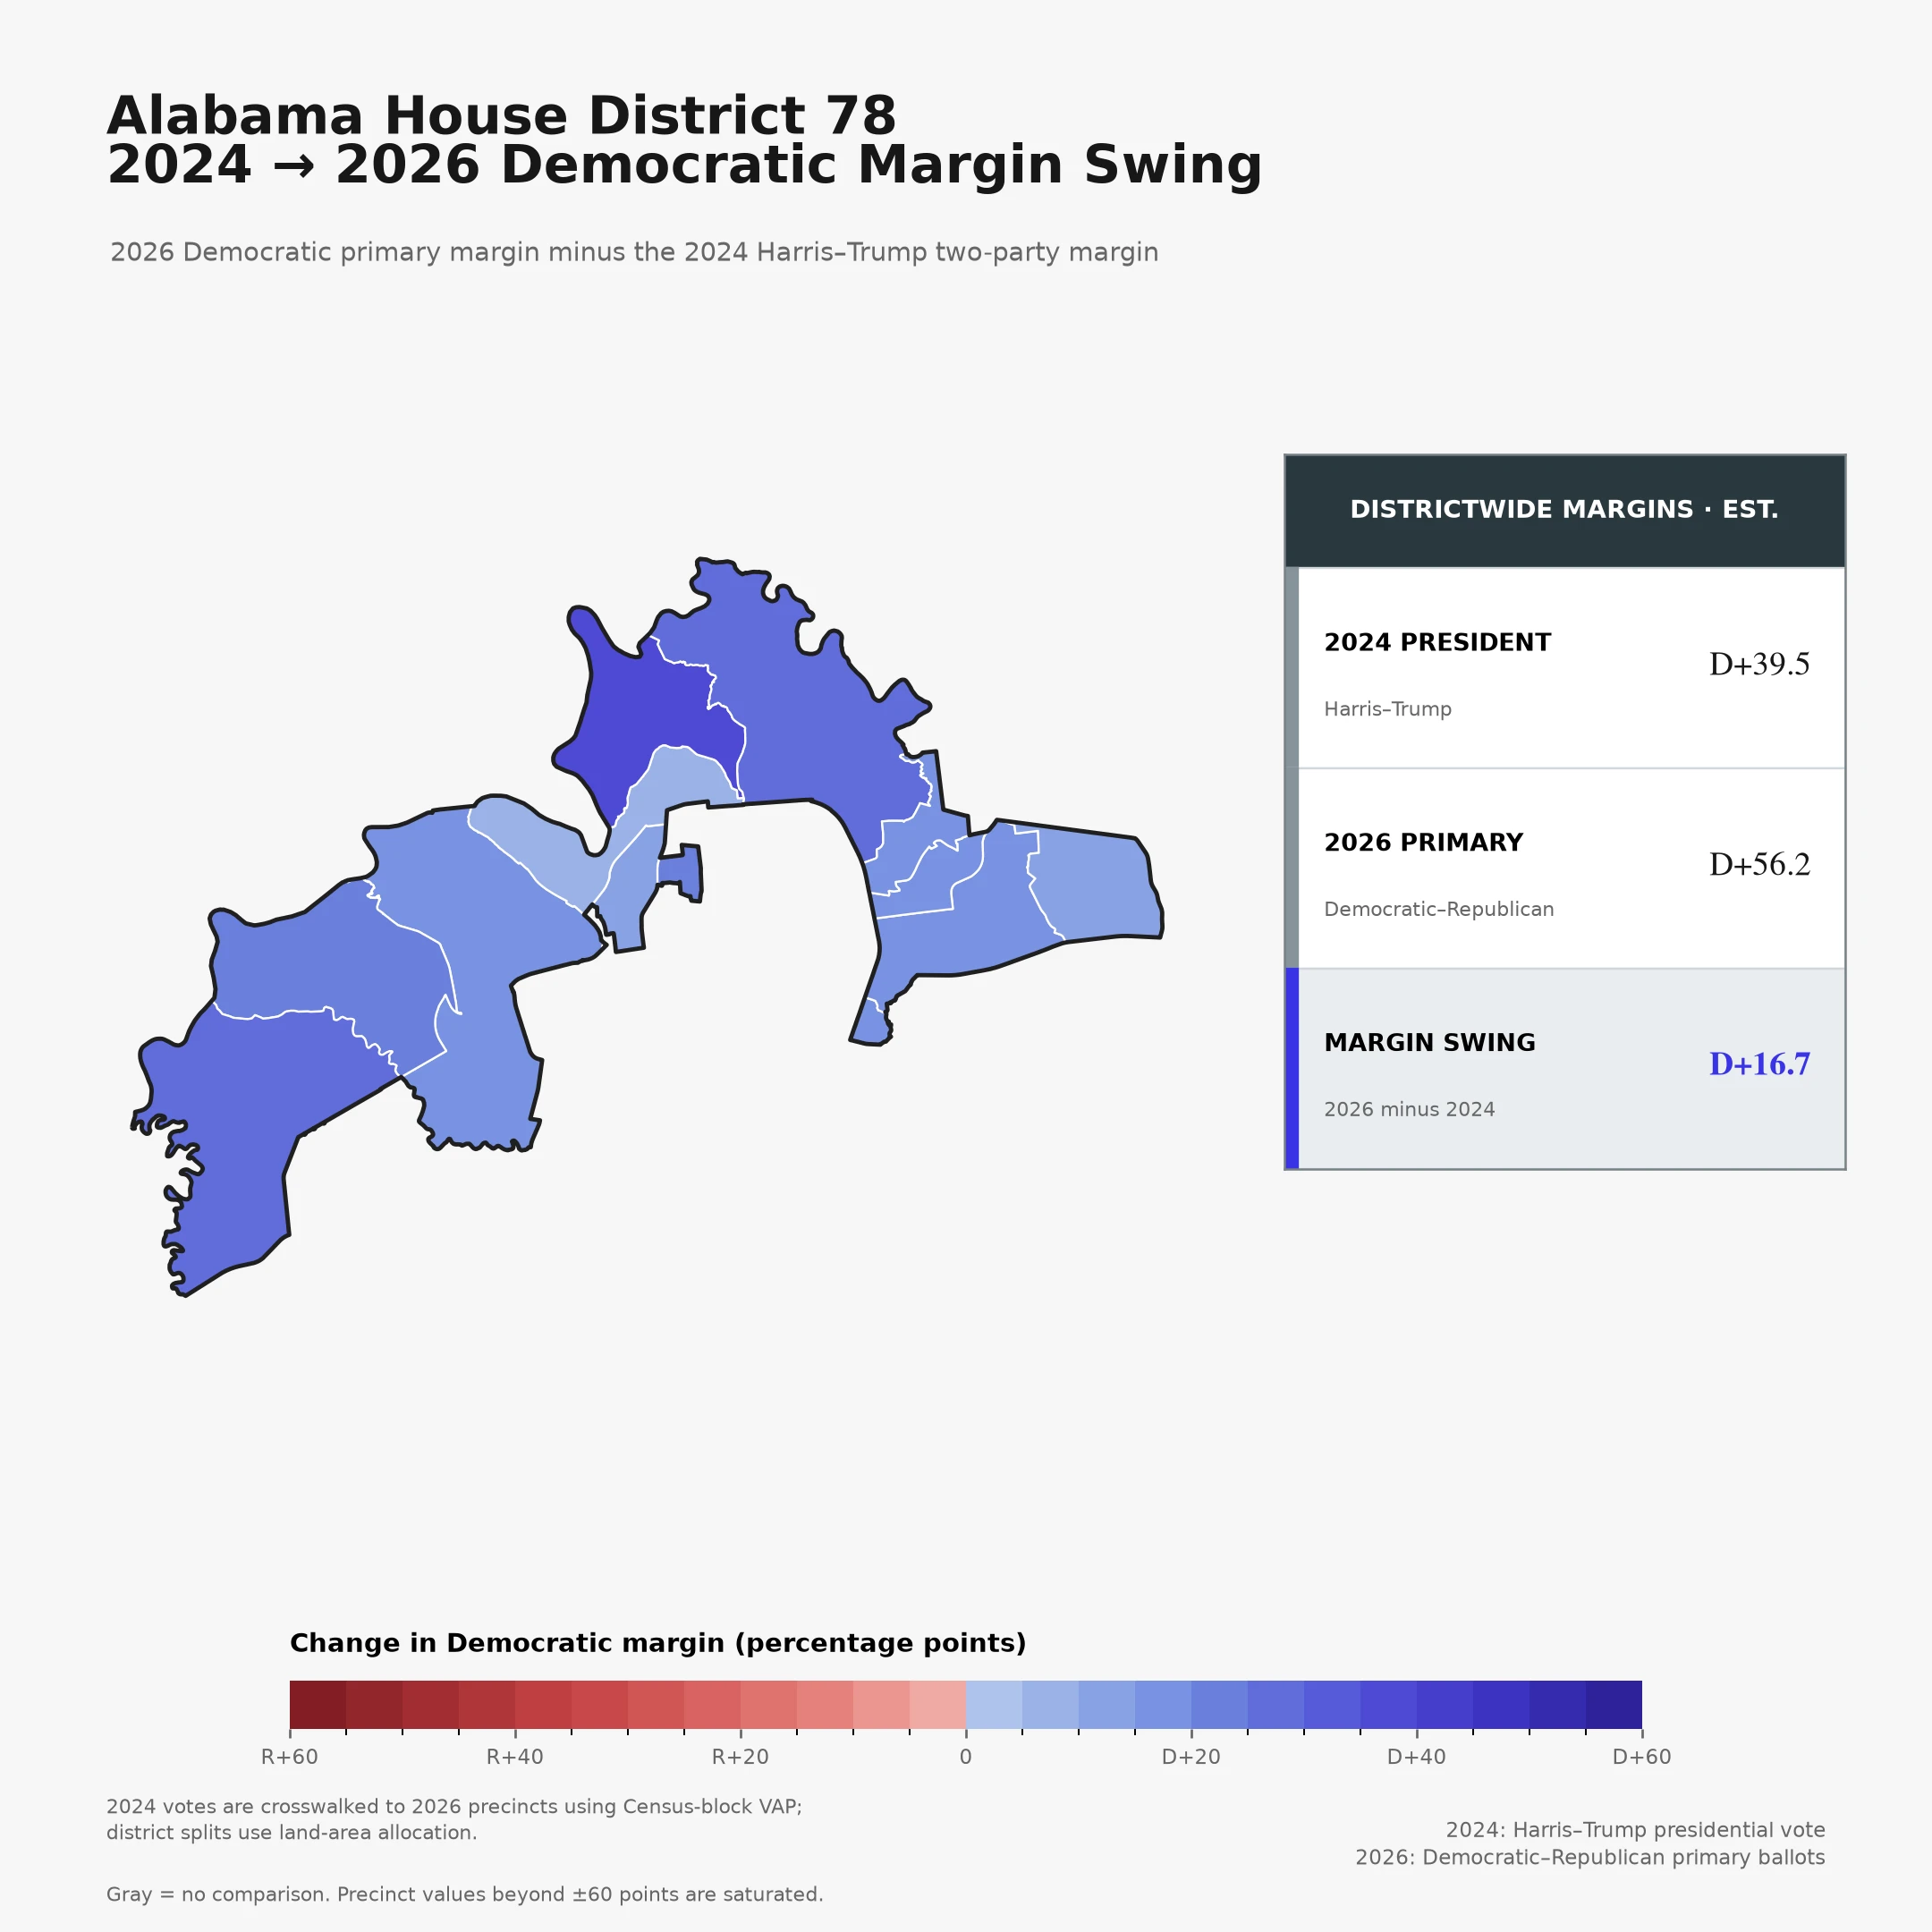 Alabama House District 78
2024 → 2026 Democratic Margin Swing
2026 Democratic primary margin minus the 2024 Harris–Trump two-party margin
DISTRICTWIDE MARGINS · EST.
2024 PRESIDENT
D+39.5
Harris–Trump
2026 PRIMARY
D+56.2
Democratic–Republican
MARGIN SWING
D+16.7
2026 minus 2024
Change in Democratic margin (percentage points)
R+60 R+40 R+20 0 D+20 D+40 D+60
2024 votes are crosswalked to 2026 precincts using Census-block VAP;
district splits use land-area allocation.
Gray = no comparison. Precinct values beyond ±60 points are saturated.
2024: Harris–Trump presidential vote
2026: Democratic–Republican primary ballots